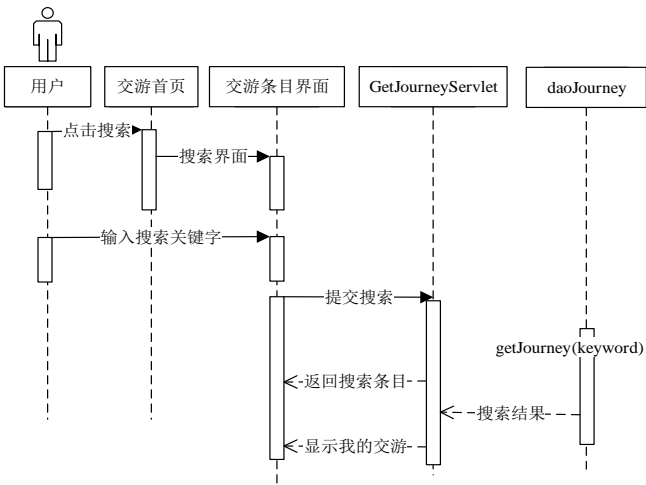 用户
交游首页
交游条目界面
GetJourneyServlet
daoJourney
点击搜索
搜索界面
输入搜索关键字
提交搜索
getJourney(keyword)
返回搜索条目
搜索结果
显示我的交游